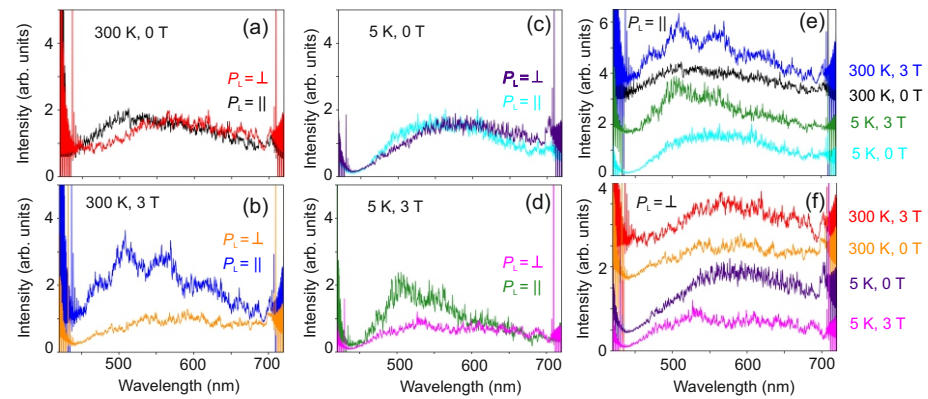 Intensity (arb. units)
4
2
0
300 K, 0 T
(a)
P_L = ⊥
P_L = ||
Intensity (arb. units)
4
2
0
300 K, 3 T
(b)
P_L = ⊥
P_L = ||
500
600
700
Wavelength (nm)
Intensity (arb. units)
4
2
0
5 K, 0 T
(c)
P_L = ⊥
P_L = ||
Intensity (arb. units)
4
2
0
5 K, 3 T
(d)
P_L = ⊥
P_L = ||
500
600
700
Wavelength (nm)
Intensity (arb. units)
6
4
2
0
P_L = ||
(e)
300 K, 3 T
300 K, 0 T
5 K, 3 T
5 K, 0 T
Intensity (arb. units)
4
2
0
P_L = ⊥
(f)
300 K, 3 T
300 K, 0 T
5 K, 0 T
5 K, 3 T
500
600
700
Wavelength (nm)